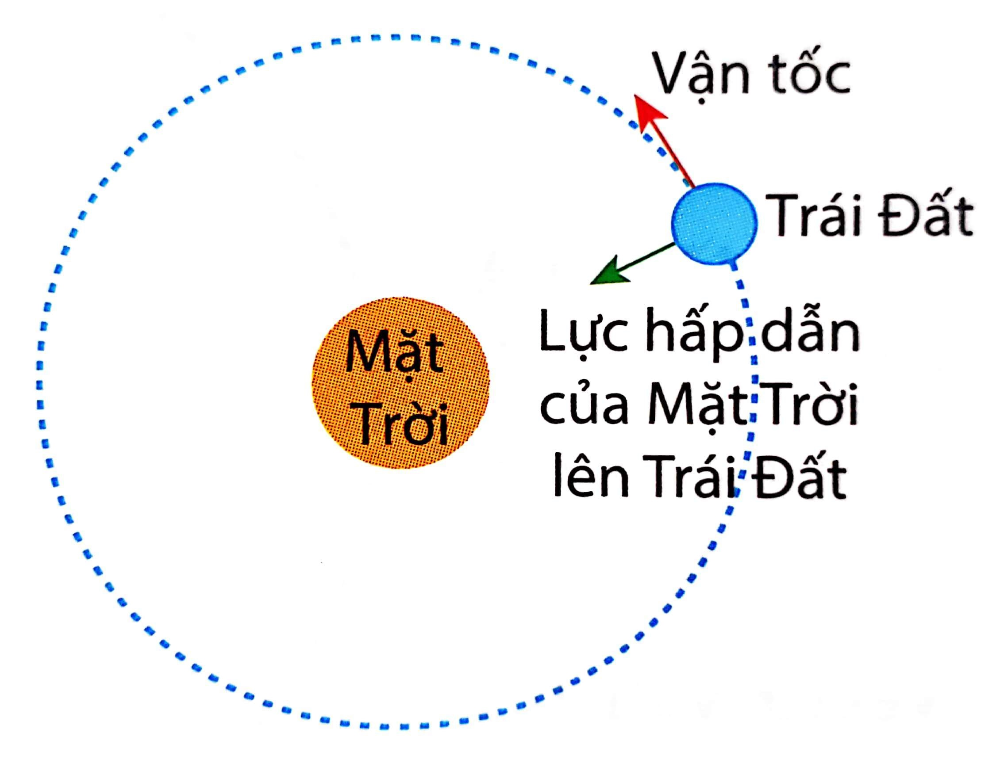 Vận tốc
Trái Đất
Lực hấp dẫn
của Mặt Trời
lên Trái Đất
Mặt
Trời